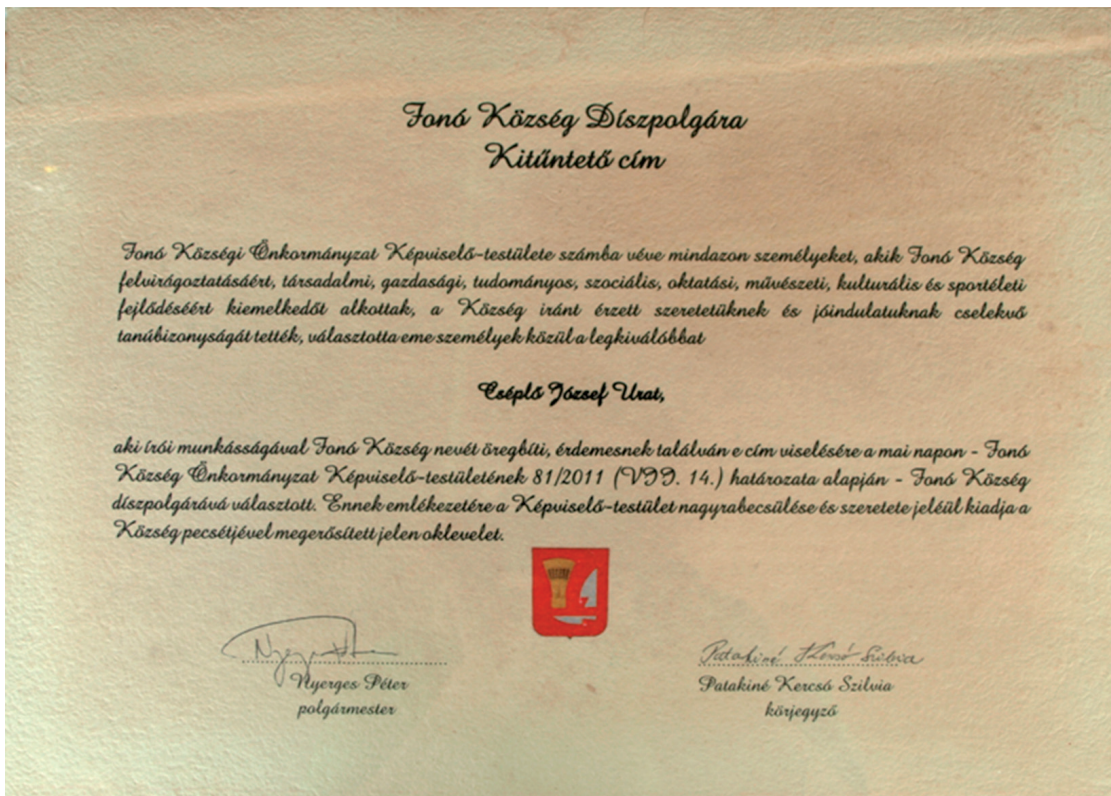 Fonó Község Díszpolgára
Kitűntető cím
Fonó Községi Önkormányzat Képviselő-testülete számba véve mindazon személyeket, akik Fonó Község
felvirágoztatásáért, társadalmi, gazdasági, tudományos, szociális, oktatási, művészeti, kulturális és sportéleti
fejlődéséért kiemelkedőt alkottak, a Község iránt érzett szeretetüknek és jóindulatuknak cselekvő
tanúbizonyságát tették, választotta eme személyek közül a legkiválóbbat
Cséplő József Urat,
aki írói munkásságával Fonó Község nevét öregbíti, érdemesnek találván e cím viselésére a mai napon - Fonó
Község Önkormányzat Képviselő-testületének 81/2011 (VII. 14.) határozata alapján - Fonó Község
díszpolgárává választott. Ennek emlékezetére a Képviselő-testület nagyrabecsülése és szeretete jeléül kiadja a
Község pecsétjével megerősített jelen oklevelet.
Patakiné Kercsó Szilvia
Nyerges Péter
Patakiné Kercsó Szilvia
polgármester
körjegyző